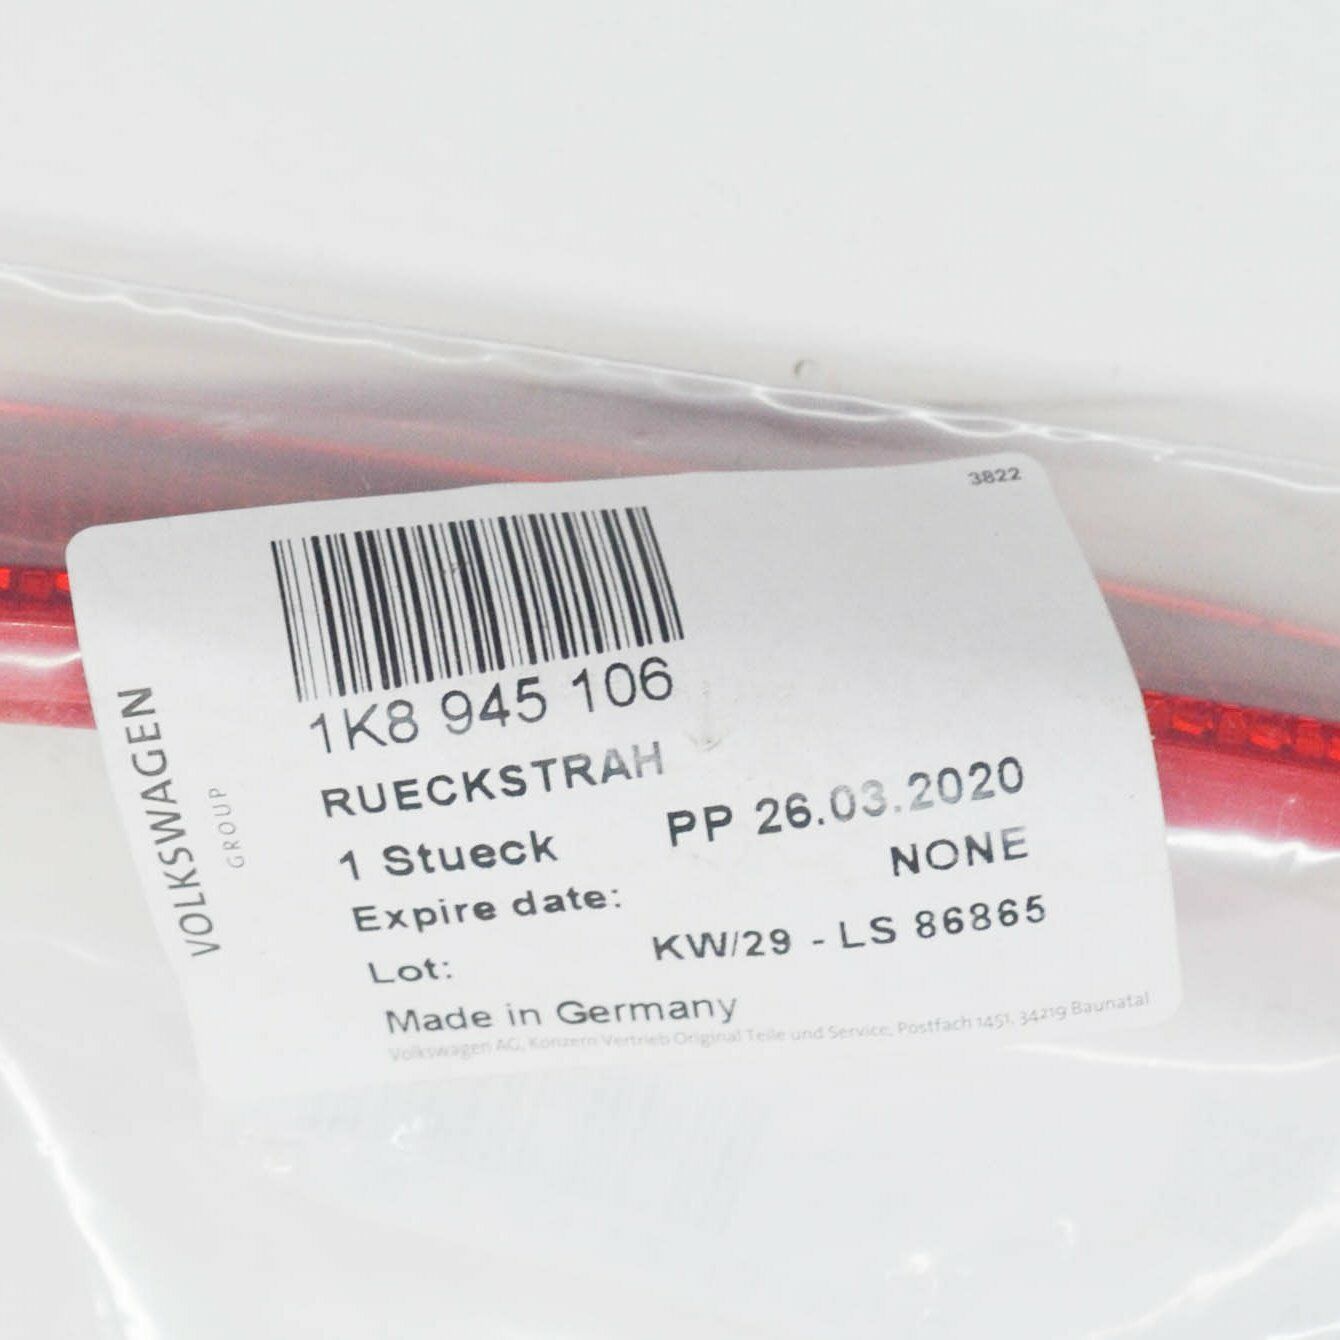 3822
1K8 945 106
RUECKSTRAH
1 Stueck PP 26.03.2020
Expire date: NONE
Lot: KW/29 - LS 86865
Made in Germany
Volkswagen AG, Konzern Vertrieb Original Teile und Service, Postfach 1451, 34219 Baunatal
VOLKSWAGEN
GROUP